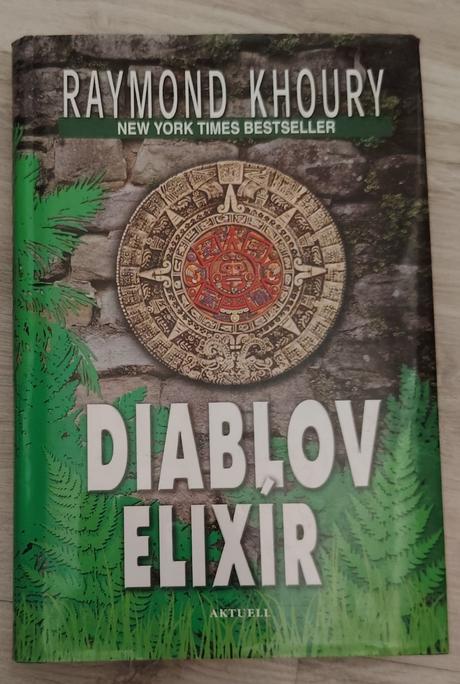 RAYMOND KHOURY
NEW YORK TIMES BESTSELLER
DIABLOV
ELIXÍR
AKTUELL